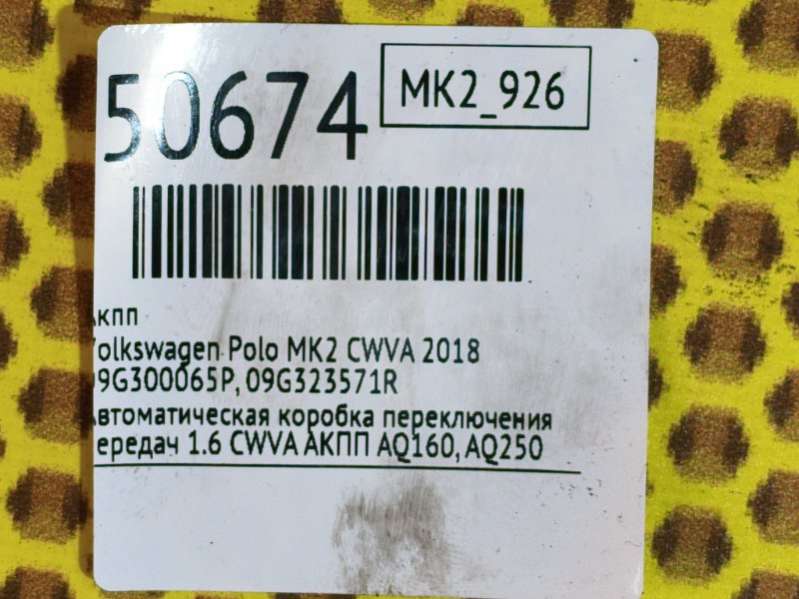 50674
MK2_926
Акпп
Volkswagen Polo MK2 CWVA 2018
09G300065P, 09G323571R
Автоматическая коробка переключения
передач 1.6 CWVA АКПП AQ160, AQ250